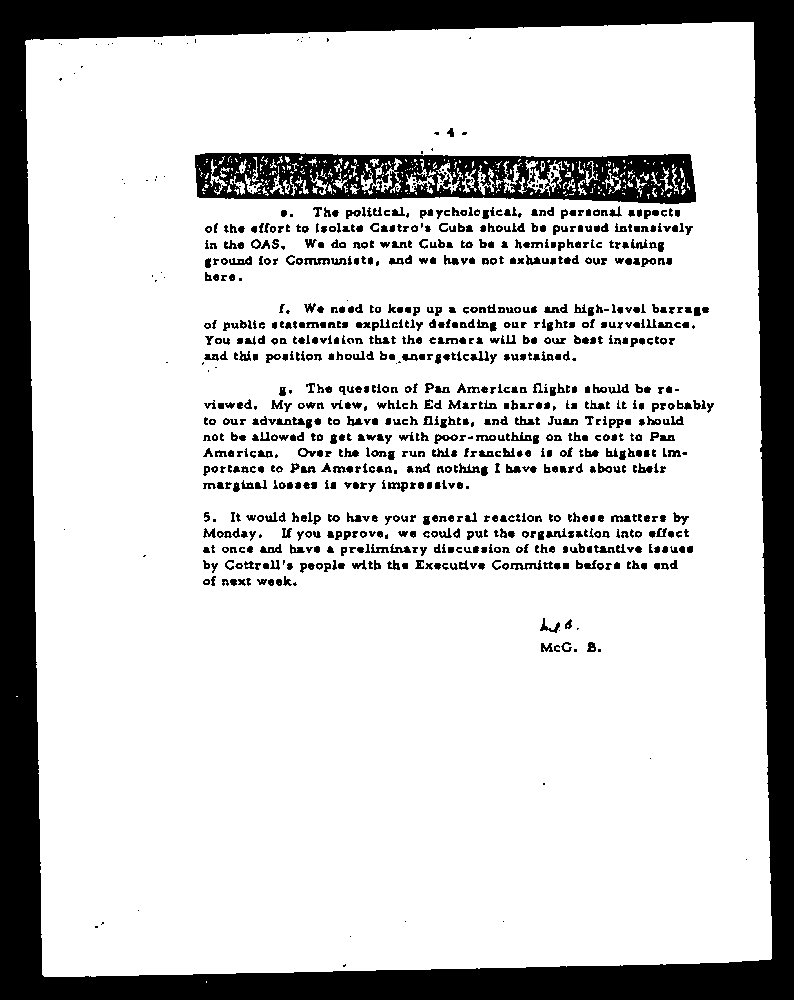 - 4 -
e. The political, psychological, and personal aspects
of the effort to isolate Castro's Cuba should be pursued intensively
in the OAS. We do not want Cuba to be a hemispheric training
ground for Communists, and we have not exhausted our weapons
here.
f. We need to keep up a continuous and high-level barrage
of public statements explicitly defending our rights of surveillance.
You said on television that the camera will be our best inspector
and this position should be energetically sustained.
g. The question of Pan American flights should be re-
viewed. My own view, which Ed Martin shares, is that it is probably
to our advantage to have such flights, and that Juan Trippe should
not be allowed to get away with poor-mouthing on the cost to Pan
American. Over the long run this franchise is of the highest im-
portance to Pan American, and nothing I have heard about their
marginal losses is very impressive.
5. It would help to have your general reaction to these matters by
Monday. If you approve, we could put the organization into effect
at once and have a preliminary discussion of the substantive issues
by Cottrell's people with the Executive Committee before the end
of next week.
McG. B.